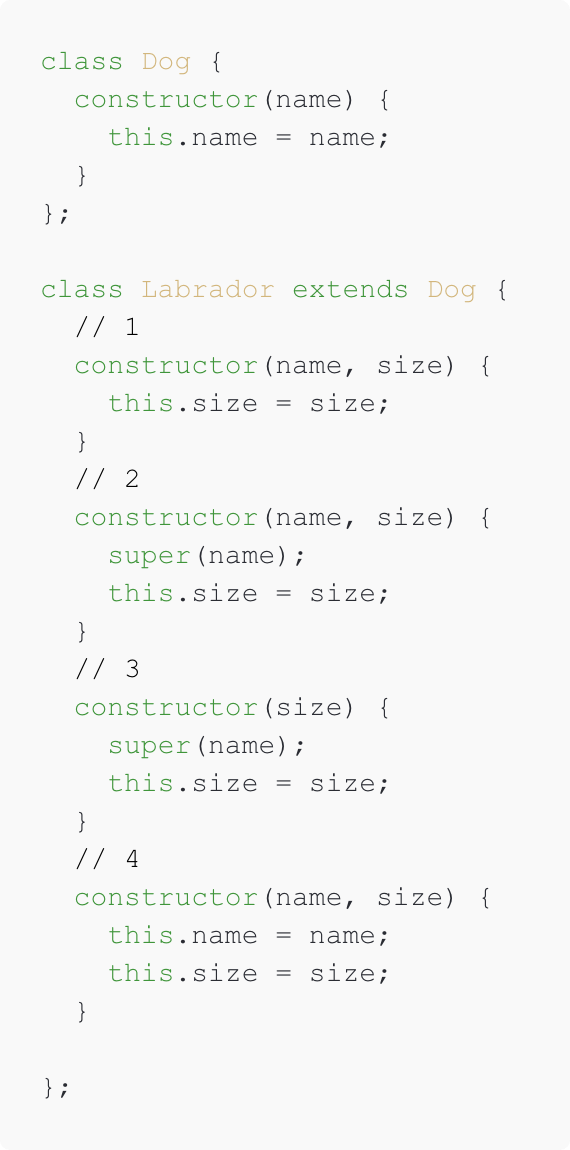 class Dog {
  constructor(name) {
    this.name = name;
  }
};

class Labrador extends Dog {
  // 1
  constructor(name, size) {
    this.size = size;
  }
  // 2
  constructor(name, size) {
    super(name);
    this.size = size;
  }
  // 3
  constructor(size) {
    super(name);
    this.size = size;
  }
  // 4
  constructor(name, size) {
    this.name = name;
    this.size = size;
  }

};